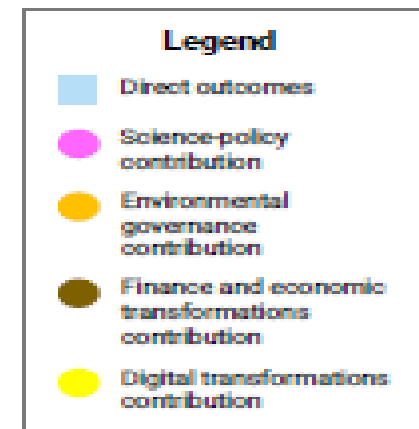 Legend
Direct outcomes
Science-policy
contribution
Environmental
governance
contribution
Finance and economic
transformations
contribution
Digital transformations
contribution